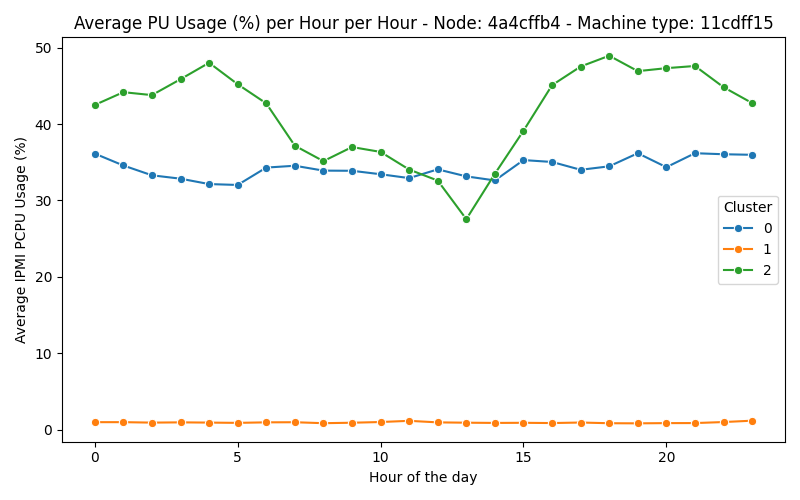 Average PU Usage (%) per Hour per Hour - Node: 4a4cffb4 - Machine type: 11cdff15
Average IPMI PCPU Usage (%)
50
40
30
20
10
0
Cluster
0
1
2
0 5 10 15 20
Hour of the day